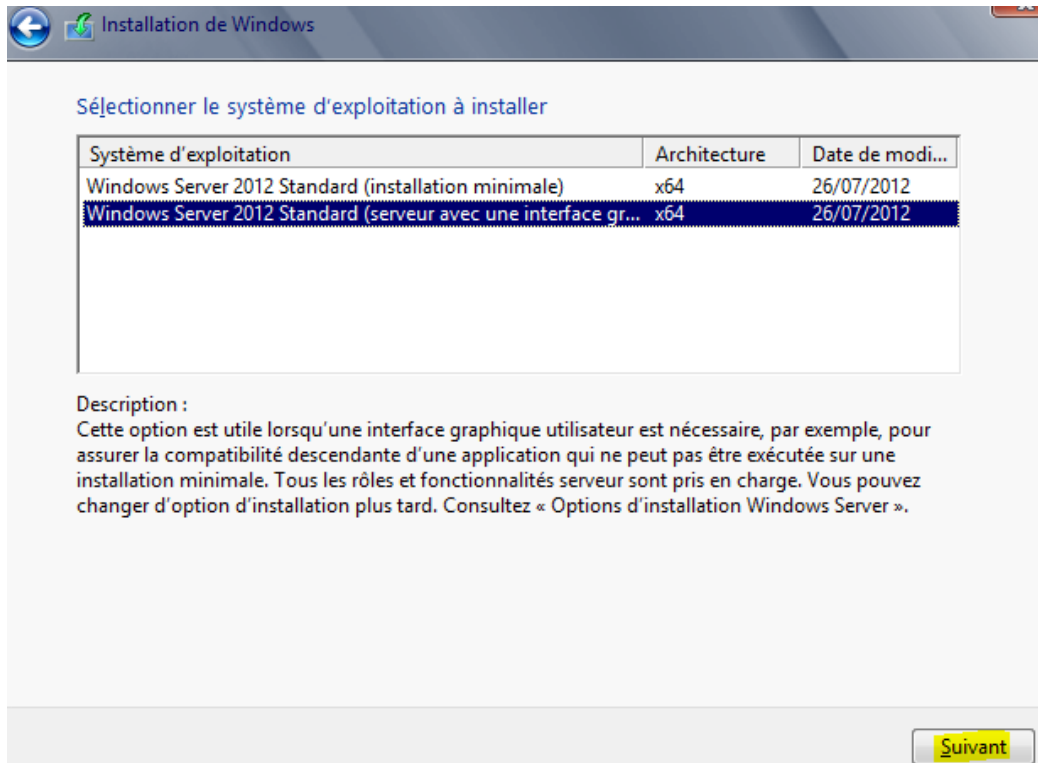 Installation de Windows
Sélectionner le système d'exploitation à installer
Système d'exploitation Architecture Date de modi...
Windows Server 2012 Standard (installation minimale) x64 26/07/2012
Windows Server 2012 Standard (serveur avec une interface gr... x64 26/07/2012
Description :
Cette option est utile lorsqu'une interface graphique utilisateur est nécessaire, par exemple, pour
assurer la compatibilité descendante d'une application qui ne peut pas être exécutée sur une
installation minimale. Tous les rôles et fonctionnalités serveur sont pris en charge. Vous pouvez
changer d'option d'installation plus tard. Consultez « Options d'installation Windows Server ».
Suivant